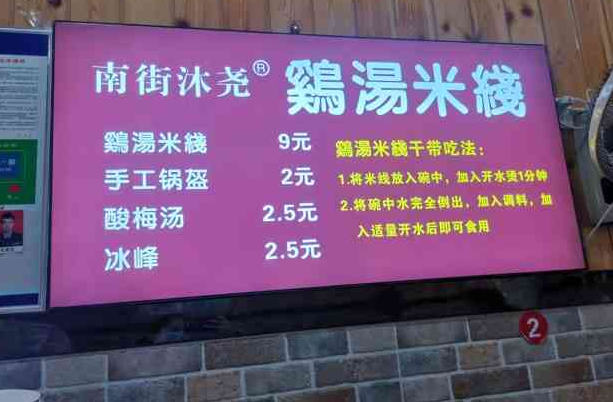 南街沐尧® 鷄湯米綫
鷄湯米綫 9元
手工锅盔 2元
酸梅汤 2.5元
冰峰 2.5元
鷄湯米綫干带吃法：
1.将米线放入碗中，加入开水烫1分钟
2.将碗中水完全倒出，加入调料，加
入适量开水后即可食用
2